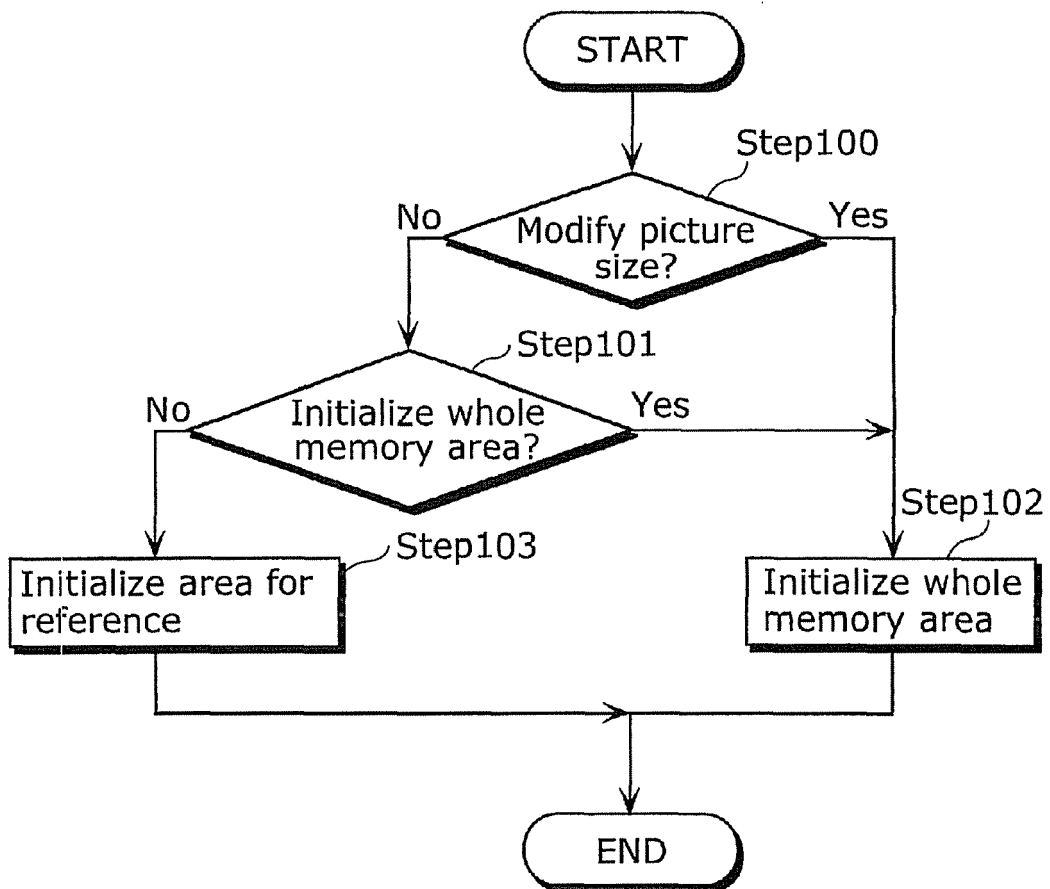 START
Step100
No
Yes
Modify picture
size?
Step101
No
Yes
Initialize whole
memory area?
Step102
Step103
Initialize area for
reference
Initialize whole
memory area
END